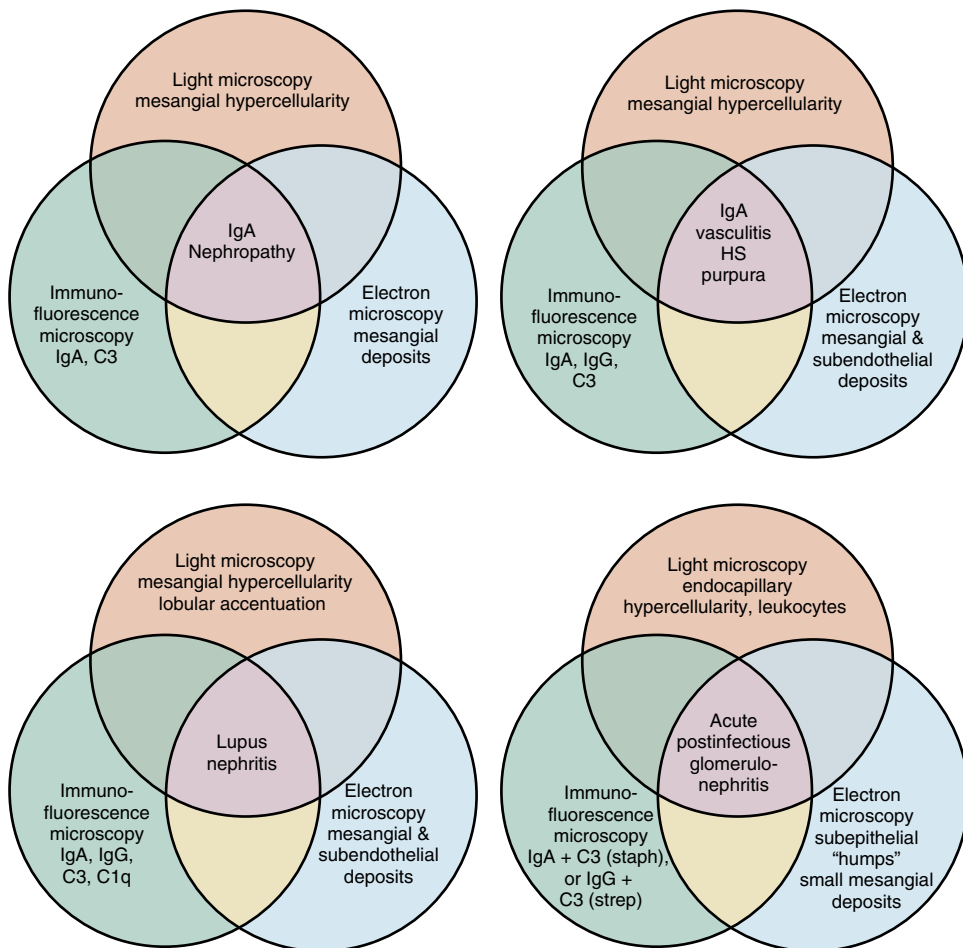 Light microscopy
mesangial hypercellularity
IgA
Nephropathy
Immuno-
fluorescence
microscopy
IgA, C3
Electron
microscopy
mesangial
deposits
Light microscopy
mesangial hypercellularity
IgA
vasculitis
HS
purpura
Immuno-
fluorescence
microscopy
IgA, IgG,
C3
Electron
microscopy
mesangial &
subendothelial
deposits
Light microscopy
mesangial hypercellularity
lobular accentuation
Lupus
nephritis
Immuno-
fluorescence
microscopy
IgA, IgG,
C3, C1q
Electron
microscopy
mesangial &
subendothelial
deposits
Light microscopy
endocapillary
hypercellularity, leukocytes
Acute
postinfectious
glomerulo-
nephritis
Immuno-
fluorescence
microscopy
IgA + C3 (staph),
or IgG +
C3 (strep)
Electron
microscopy
subepithelial
“humps”
small mesangial
deposits